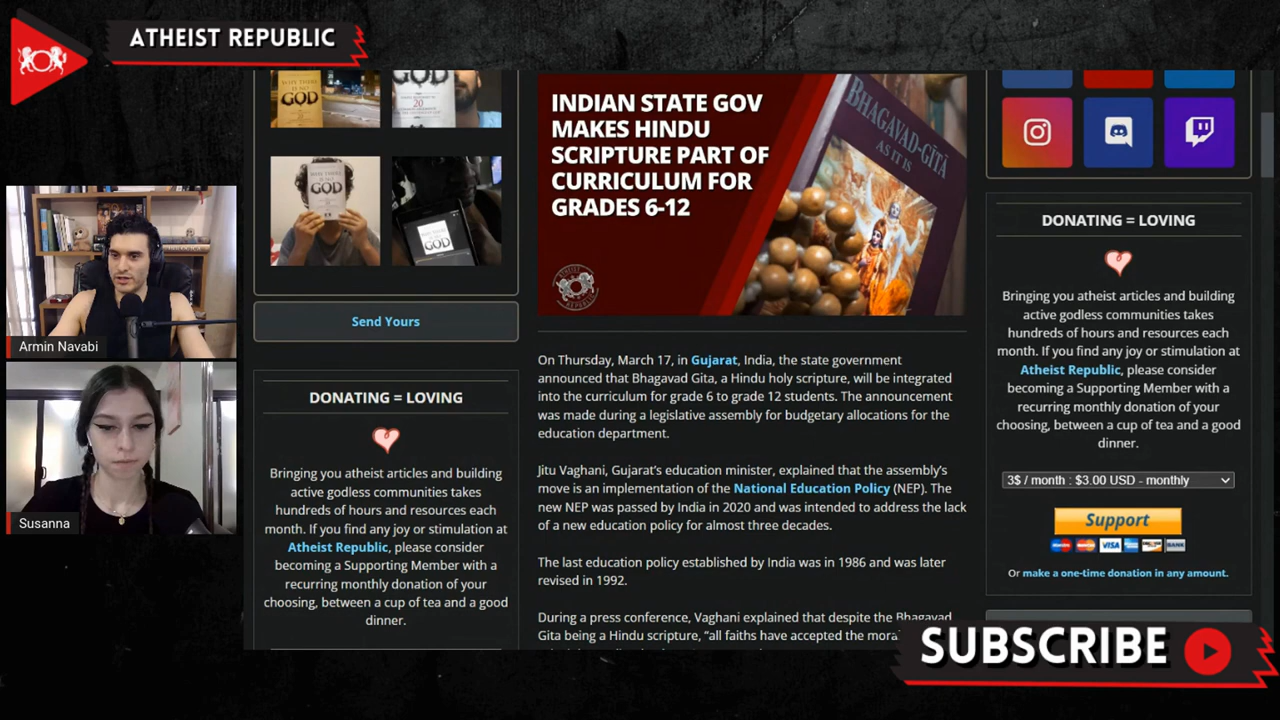 ATHEIST REPUBLIC
GOD
GOD
20
WHY THERE IS NO
GOD
GOD
Send Yours
DONATING = LOVING
Bringing you atheist articles and building
active godless communities takes
hundreds of hours and resources each
month. If you find any joy or stimulation at
Atheist Republic, please consider
becoming a Supporting Member with a
recurring monthly donation of your
choosing, between a cup of tea and a good
dinner.
INDIAN STATE GOV
MAKES HINDU
SCRIPTURE PART OF
CURRICULUM FOR
GRADES 6-12
BHAGAVAD-GĪTĀ
AS IT IS
On Thursday, March 17, in Gujarat, India, the state government
announced that Bhagavad Gita, a Hindu holy scripture, will be integrated
into the curriculum for grade 6 to grade 12 students. The announcement
was made during a legislative assembly for budgetary allocations for the
education department.
Jitu Vaghani, Gujarat's education minister, explained that the assembly's
move is an implementation of the National Education Policy (NEP). The
new NEP was passed by India in 2020 and was intended to address the lack
of a new education policy for almost three decades.
The last education policy established by India was in 1986 and was later
revised in 1992.
During a press conference, Vaghani explained that despite the Bhagavad
Gita being a Hindu scripture, "all faiths have accepted the moral
DONATING = LOVING
Bringing you atheist articles and building
active godless communities takes
hundreds of hours and resources each
month. If you find any joy or stimulation at
Atheist Republic, please consider
becoming a Supporting Member with a
recurring monthly donation of your
choosing, between a cup of tea and a good
dinner.
3$ / month : $3.00 USD - monthly
Support
VISA
BANK
Or make a one-time donation in any amount.
Armin Navabi
Susanna
SUBSCRIBE